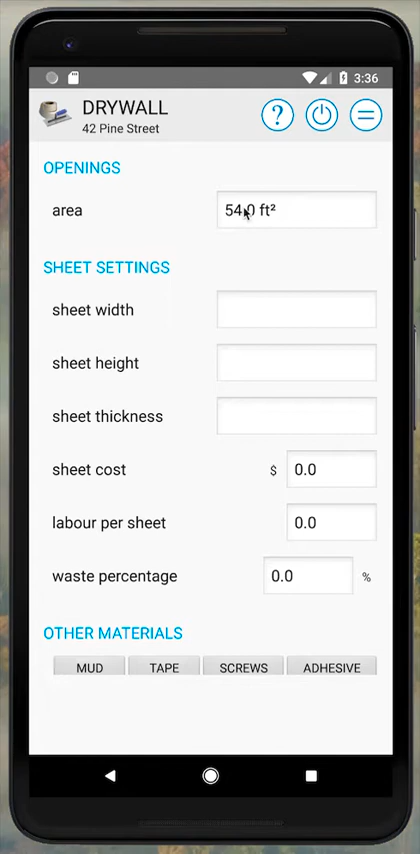 3:36
DRYWALL
42 Pine Street
?
OPENINGS
area 54.0 ft²
SHEET SETTINGS
sheet width
sheet height
sheet thickness
sheet cost $ 0.0
labour per sheet 0.0
waste percentage 0.0 %
OTHER MATERIALS
MUD TAPE SCREWS ADHESIVE